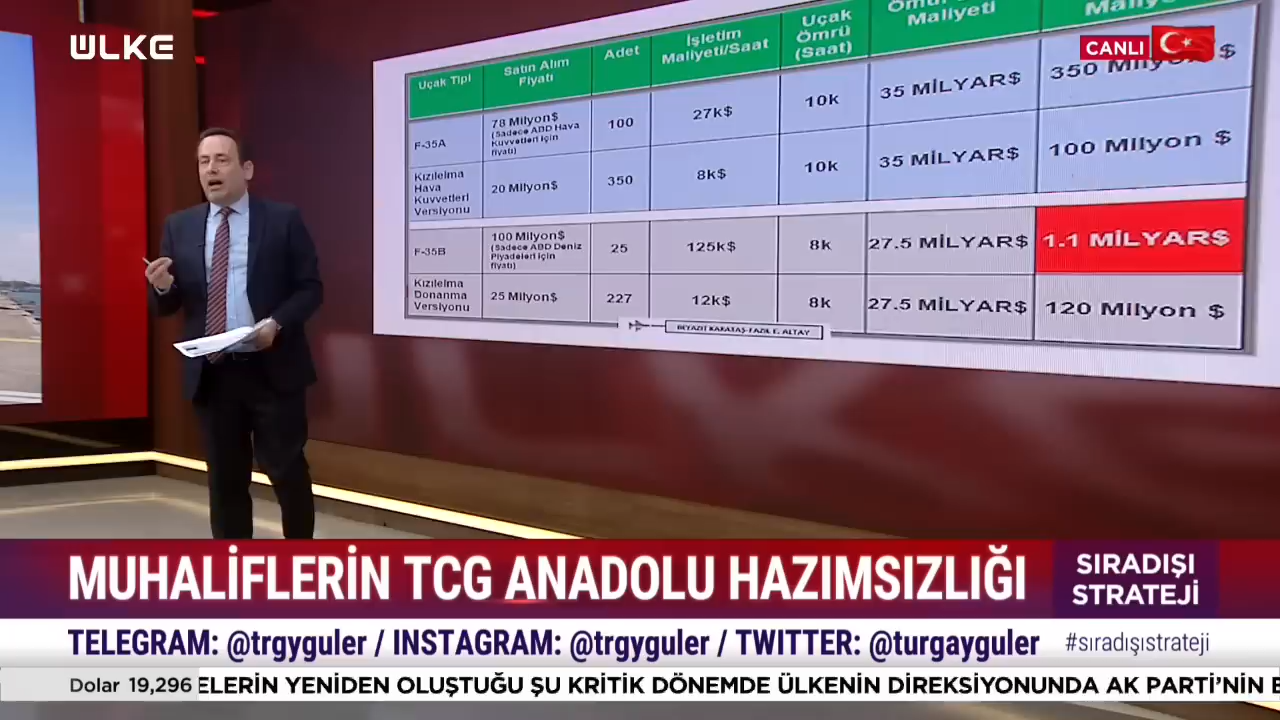 ÜLKE
CANLI
Uçak Tipi
Satın Alım
Fiyatı
Adet
İşletim
Maliyeti/Saat
Uçak
Ömrü
(Saat)
Maliyeti
F-35A
78 Milyon$
(Sadece ABD Hava
Kuvvetleri için
fiyatı)
100
27k$
10k
35 MİLYAR$
350 Milyon $
Kızılelma
Hava
Kuvvetleri
Versiyonu
20 Milyon$
350
8k$
10k
35 MİLYAR$
100 Milyon $
F-35B
100 Milyon$
(Sadece ABD Deniz
Piyadeleri için
fiyatı)
25
125k$
8k
27.5 MİLYAR$
1.1 MİLYAR$
Kızılelma
Donanma
Versiyonu
25 Milyon$
227
12k$
8k
27.5 MİLYAR$
120 Milyon $
BEYAZIT KARATAŞ-FAZIL E. ALTAY
MUHALİFLERİN TCG ANADOLU HAZIMSIZLIĞI
SIRADIŞI
STRATEJİ
TELEGRAM: @trgyguler / INSTAGRAM: @trgyguler / TWITTER: @turgayguler
#sıradışıstrateji
Dolar 19,296
ELERİN YENİDEN OLUŞTUĞU ŞU KRİTİK DÖNEMDE ÜLKENİN DİREKSİYONUNDA AK PARTİ'NİN